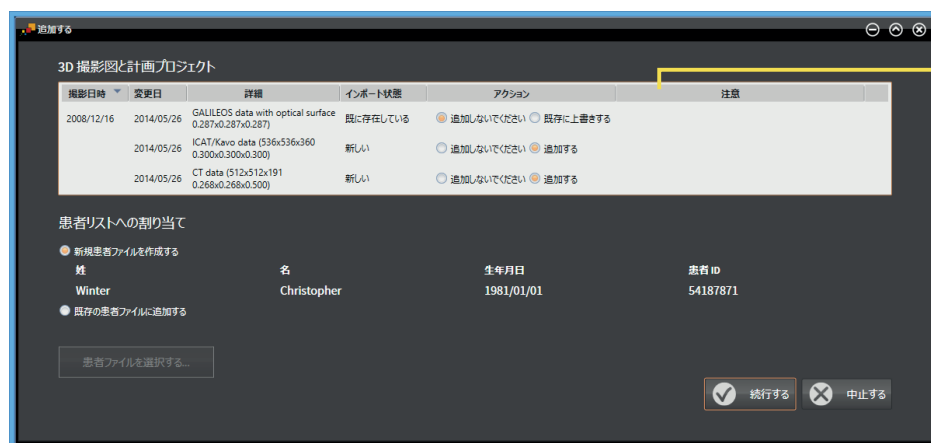 追加する
3D 撮影図と計画プロジェクト
撮影日時 変更日 詳細 インポート状態 アクション 注意
2008/12/16 2014/05/26 GALILEOS data with optical surface 0.287x0.287x0.287) 既に存在している 追加しないでください 既存に上書きする
2014/05/26 ICAT/Kavo data (536x536x360 0.300x0.300x0.300) 新しい 追加しないでください 追加する
2014/05/26 CT data (512x512x191 0.268x0.268x0.500) 新しい 追加しないでください 追加する
患者リストへの割り当て
新規患者ファイルを作成する
姓 名 生年月日 患者 ID
Winter Christopher 1981/01/01 54187871
既存の患者ファイルに追加する
患者ファイルを選択する...
続行する 中止する